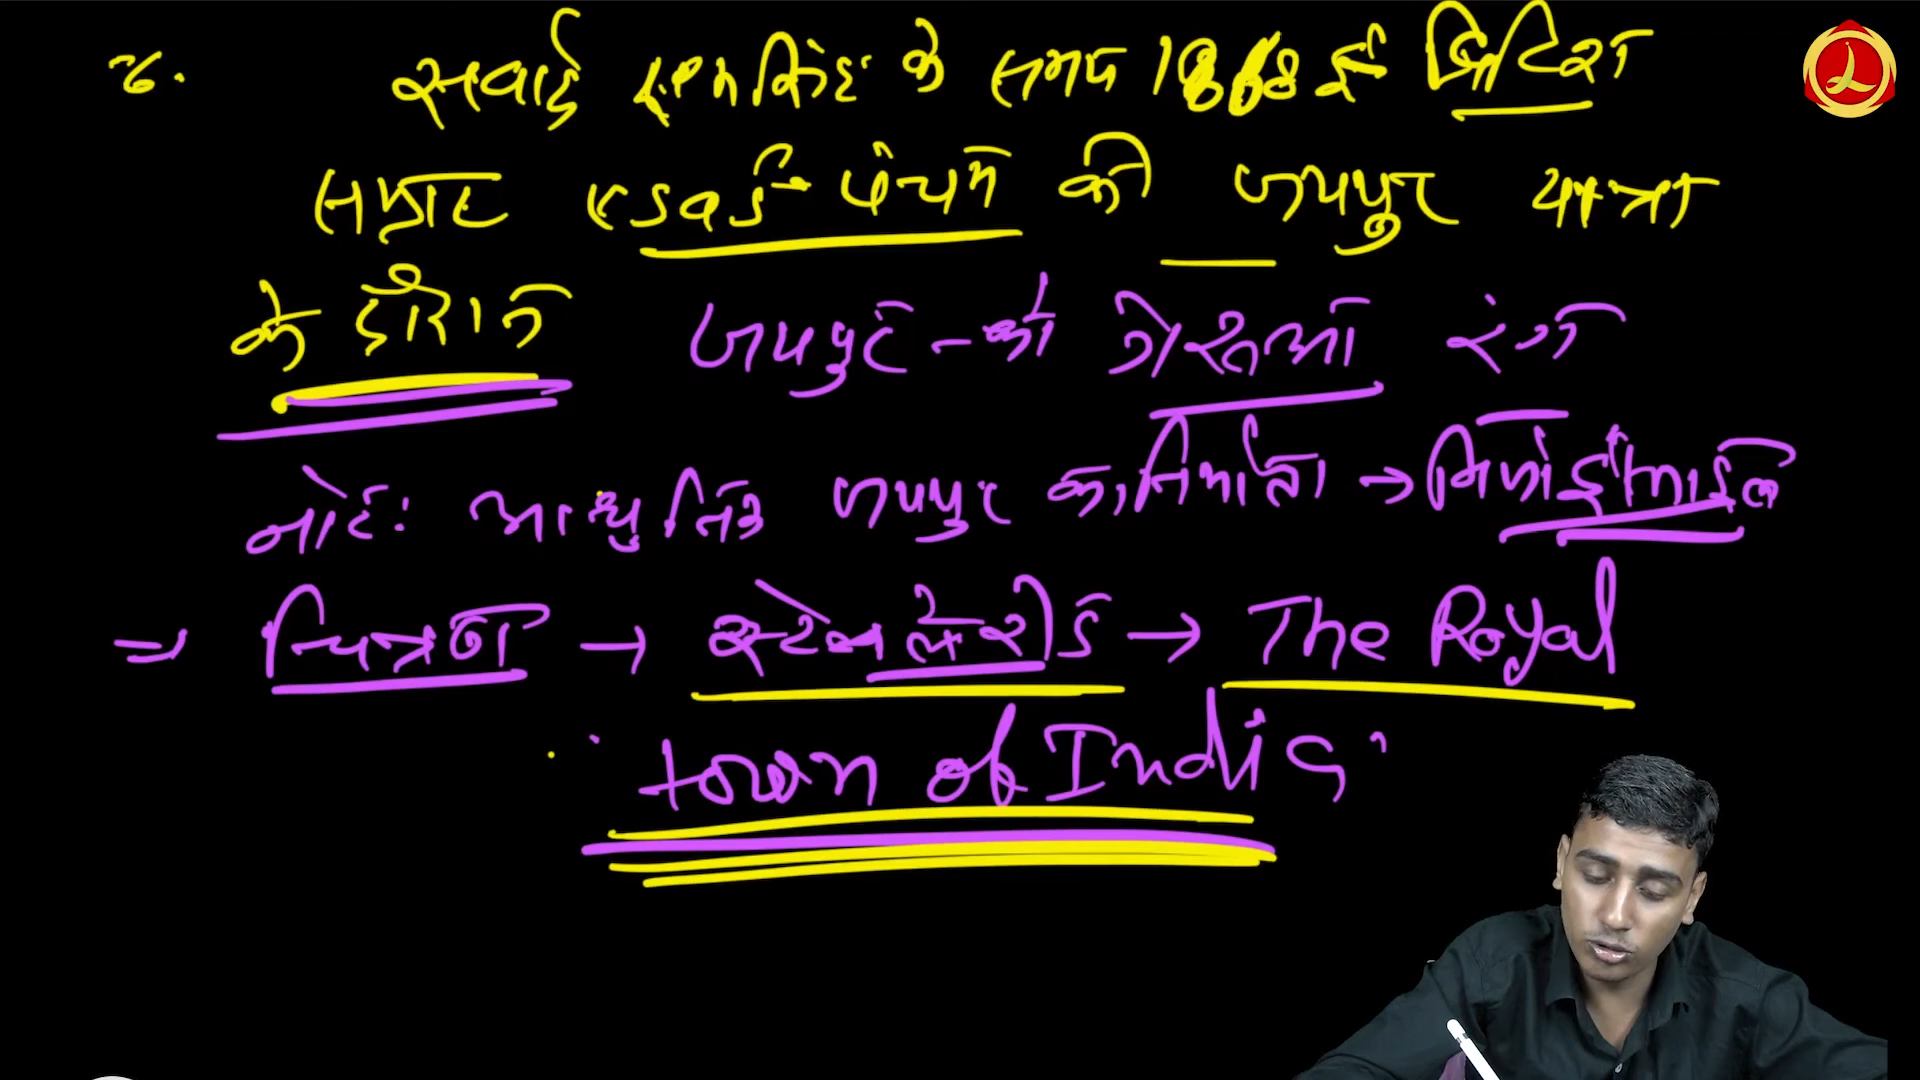 8. सवाई रामसिंह के समय 1868 ई ब्रिटिश
सम्राट एडवर्ड पंचम की जयपुर यात्रा
के दौरान जयपुर - को गेरूआ रंग
नोट: आधुनिक जयपुर का निर्माता → मिर्जा ईस्माईल
⇒ चित्रण → स्टेनले रीड → The Royal
town of India'